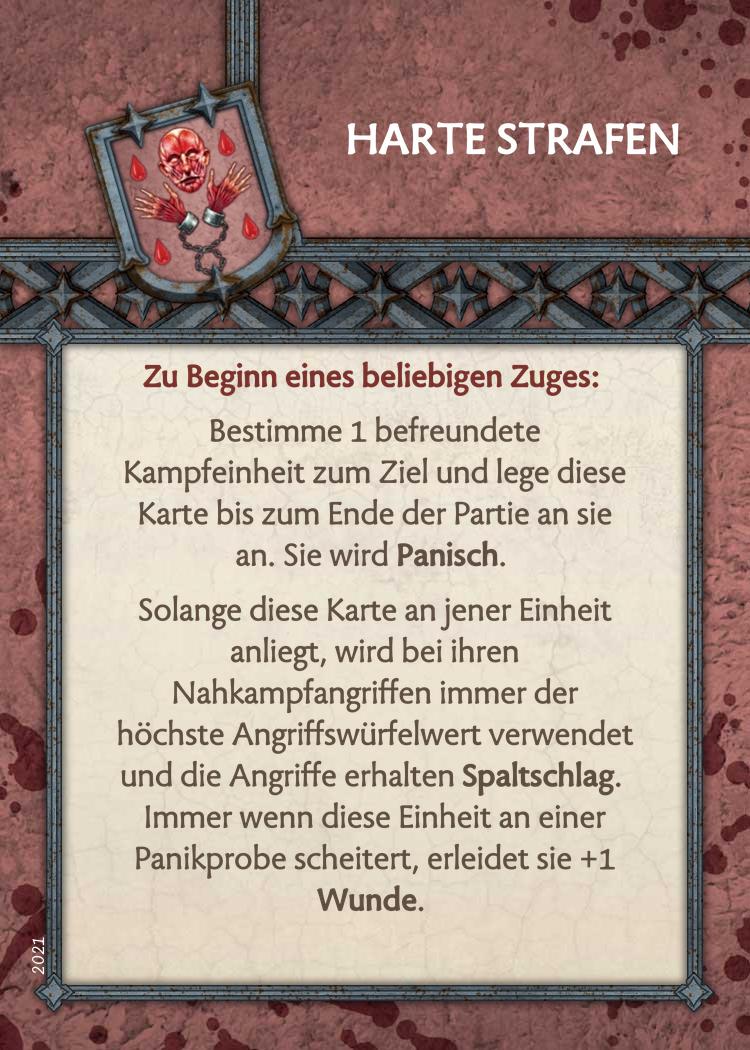 HARTE STRAFEN
Zu Beginn eines beliebigen Zuges:
Bestimme 1 befreundete
Kampfeinheit zum Ziel und lege diese
Karte bis zum Ende der Partie an sie
an. Sie wird Panisch.
Solange diese Karte an jener Einheit
anliegt, wird bei ihren
Nahkampfangriffen immer der
höchste Angriffswürfelwert verwendet
und die Angriffe erhalten Spaltschlag.
Immer wenn diese Einheit an einer
Panikprobe scheitert, erleidet sie +1
Wunde.
2021